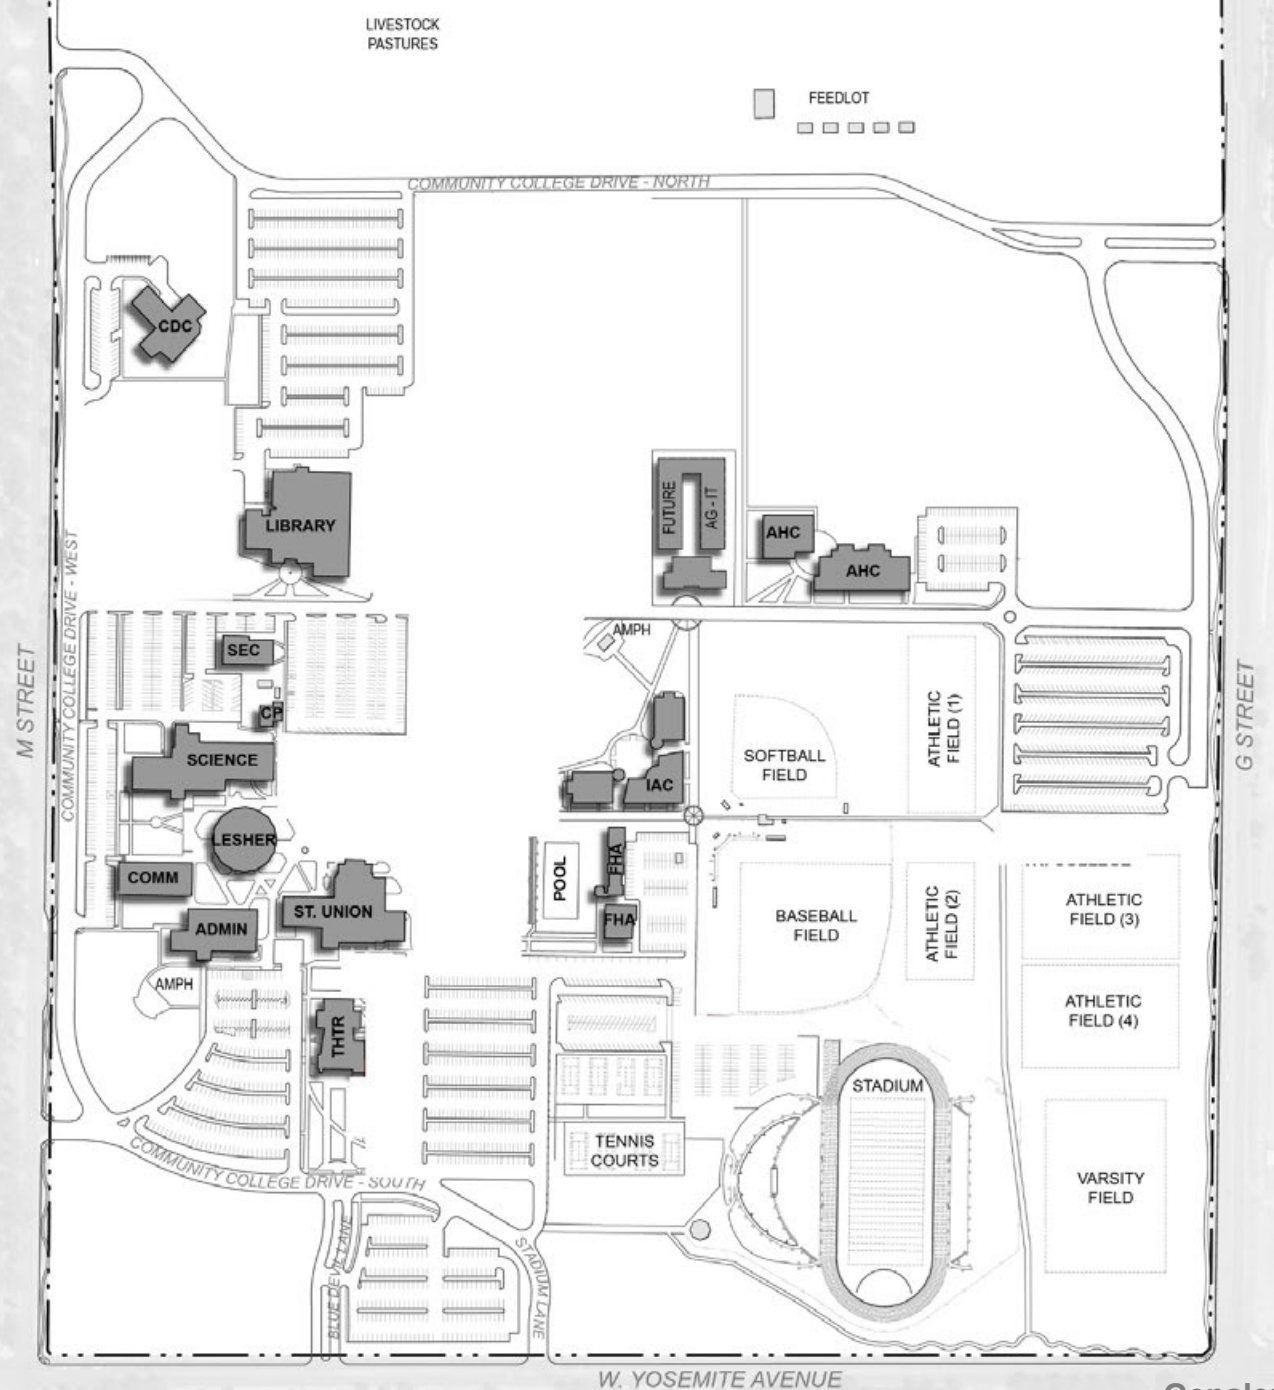 LIVESTOCK
PASTURES
FEEDLOT
COMMUNITY COLLEGE DRIVE - NORTH
CDC
LIBRARY
FUTURE
AG - IT
AHC
AHC
COMMUNITY COLLEGE DRIVE - WEST
M STREET
G STREET
SEC
AMPH
CP
SCIENCE
SOFTBALL
FIELD
ATHLETIC
FIELD (1)
IAC
LESHER
COMM
ST. UNION
ADMIN
POOL
FHA
FHA
BASEBALL
FIELD
ATHLETIC
FIELD (2)
ATHLETIC
FIELD (3)
AMPH
ATHLETIC
FIELD (4)
THTR
STADIUM
TENNIS
COURTS
VARSITY
FIELD
COMMUNITY COLLEGE DRIVE - SOUTH
BLUE DEVIL LANE
STADIUM LANE
W. YOSEMITE AVENUE